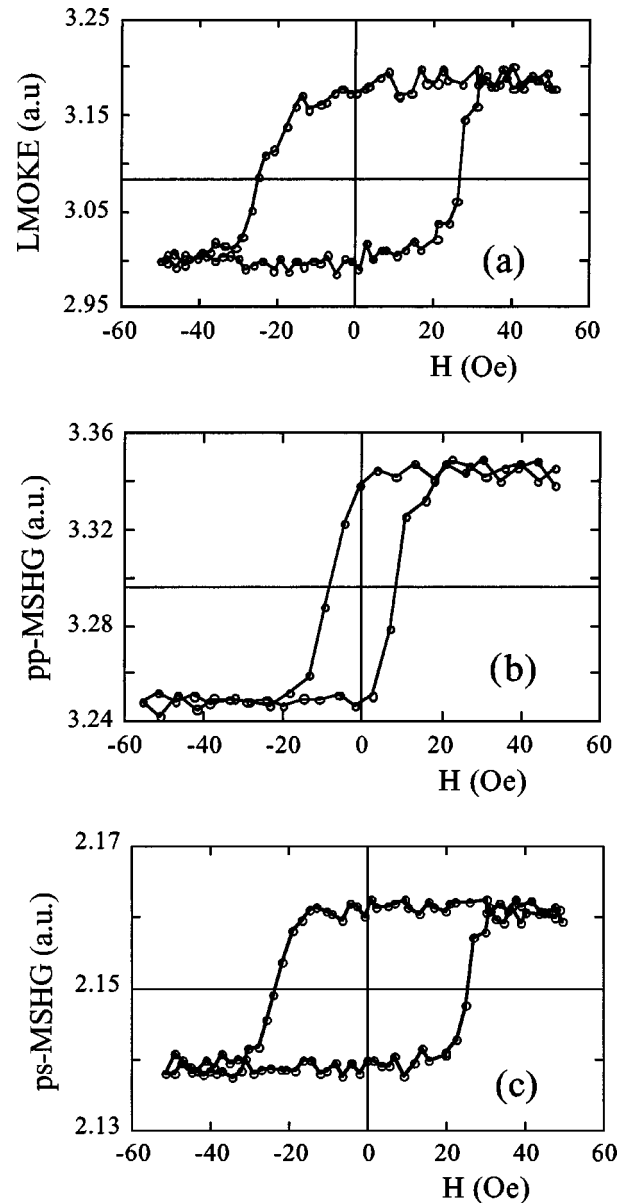 3.25
3.15
3.05
2.95
LMOKE (a.u)
(a)
-60 -40 -20 0 20 40 60
H (Oe)
3.36
3.32
3.28
3.24
pp-MSHG (a.u.)
(b)
-60 -40 -20 0 20 40 60
H (Oe)
2.17
2.15
2.13
ps-MSHG (a.u.)
(c)
-60 -40 -20 0 20 40 60
H (Oe)